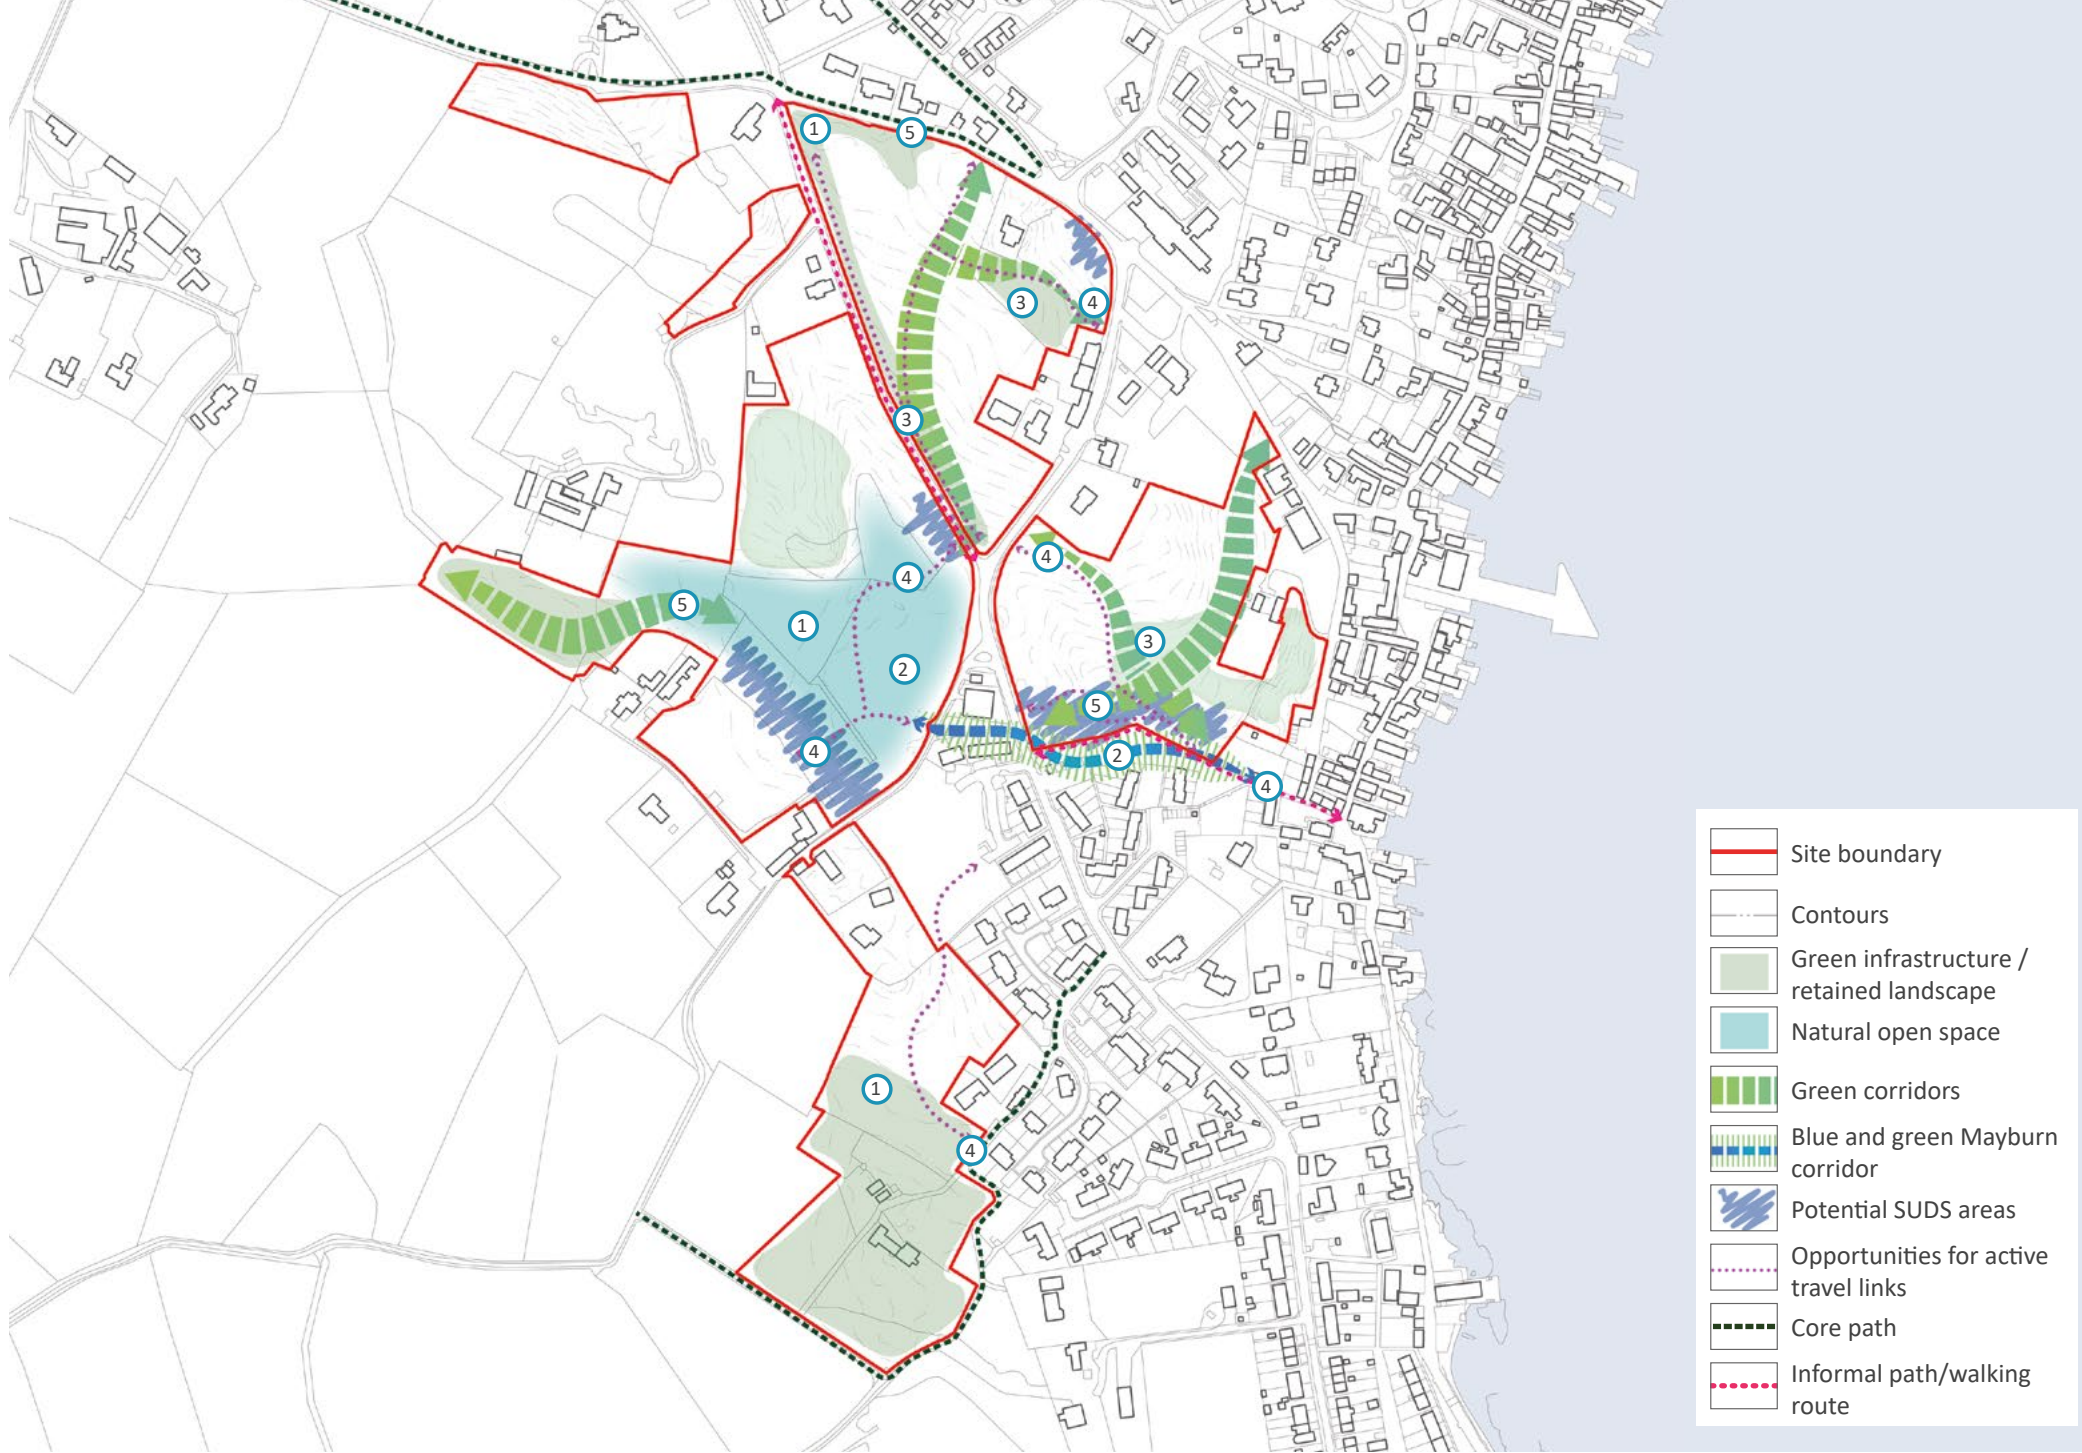 1
5
3
4
3
4
4
5
1
3
2
5
4
2
4
1
4
Site boundary
Contours
Green infrastructure /
retained landscape
Natural open space
Green corridors
Blue and green Mayburn
corridor
Potential SUDS areas
Opportunities for active
travel links
Core path
Informal path/walking
route